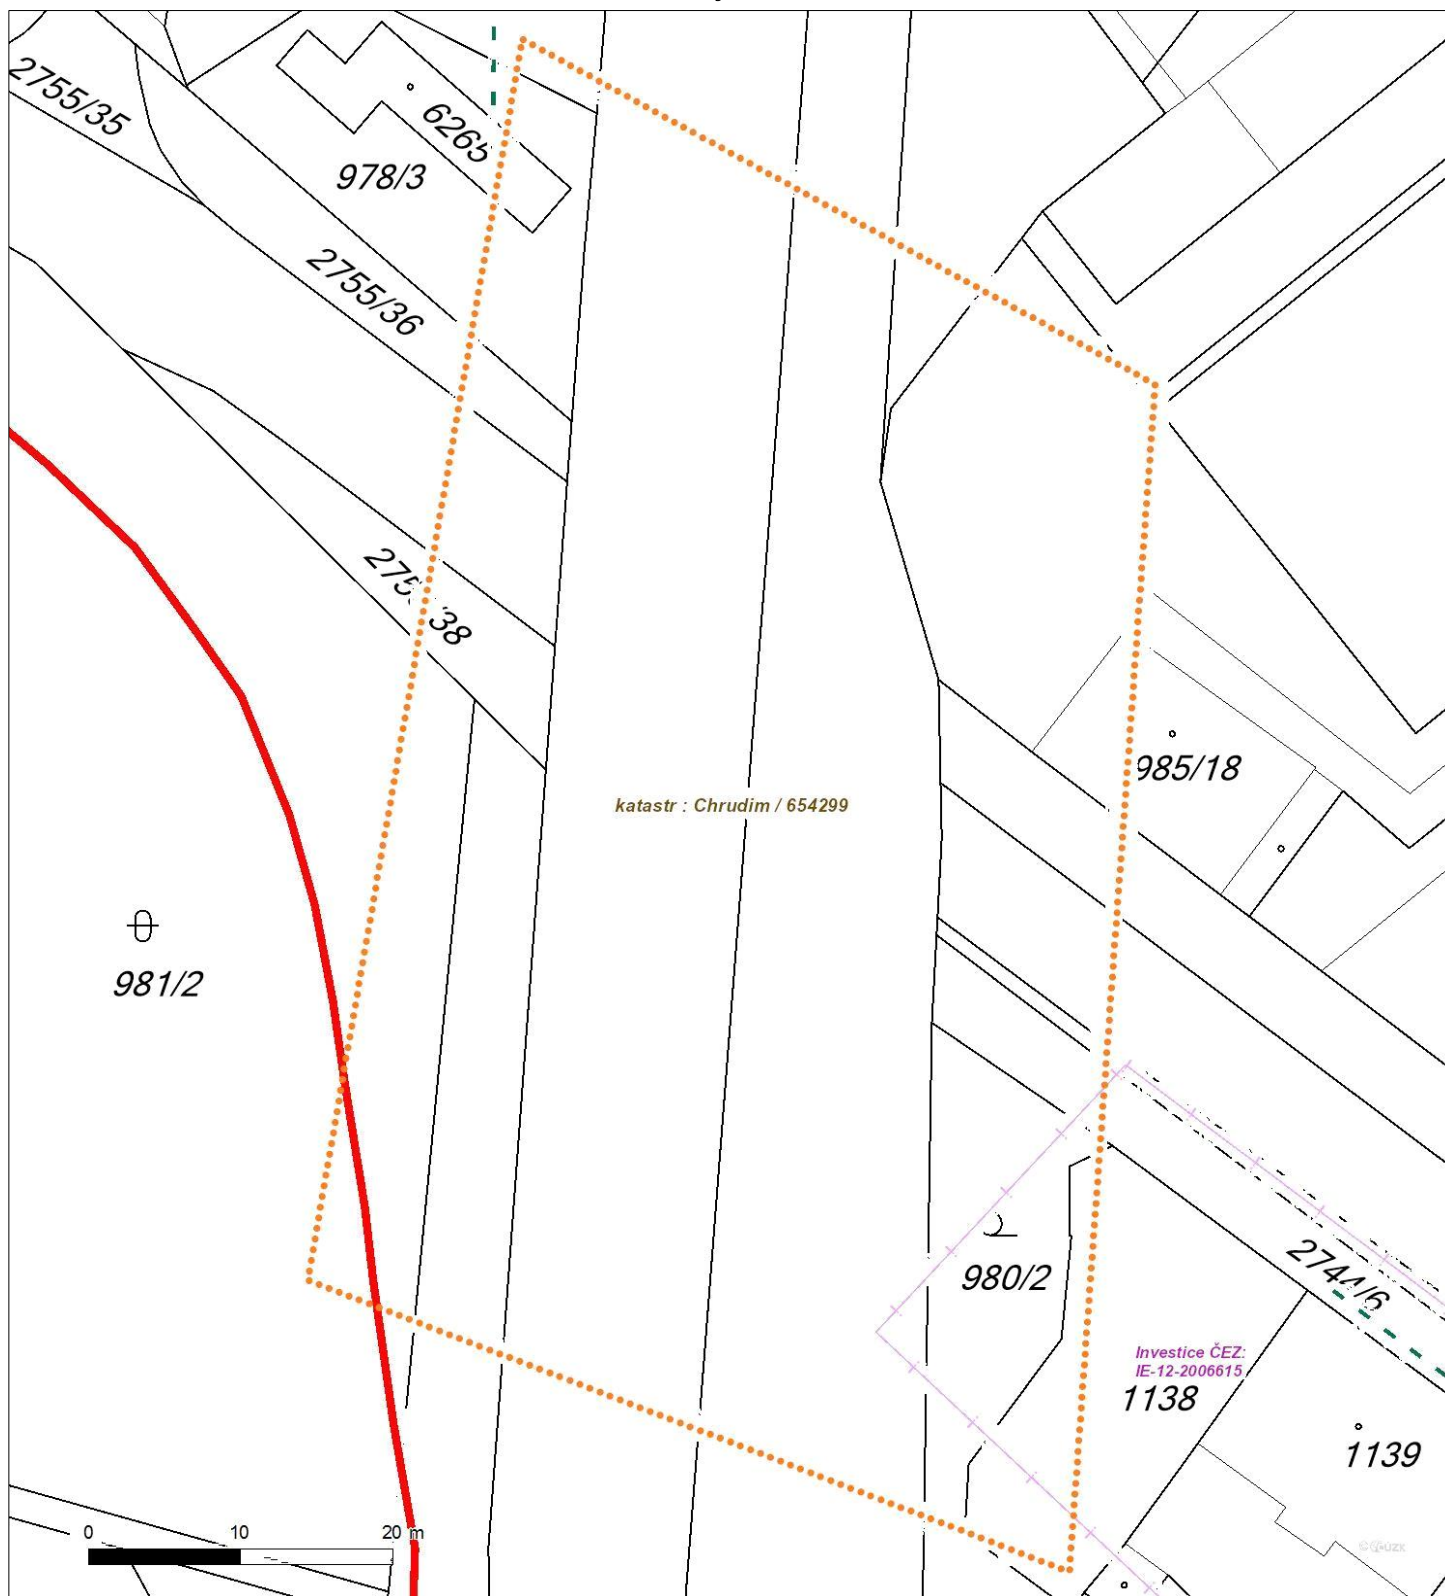 2755/35
6265
978/3
2755/36
985/18
katastr : Chrudim / 654299
981/2
980/2
2744/6
Investice ČEZ:
IE-12-2006615
1138
1139
0 10 20 m